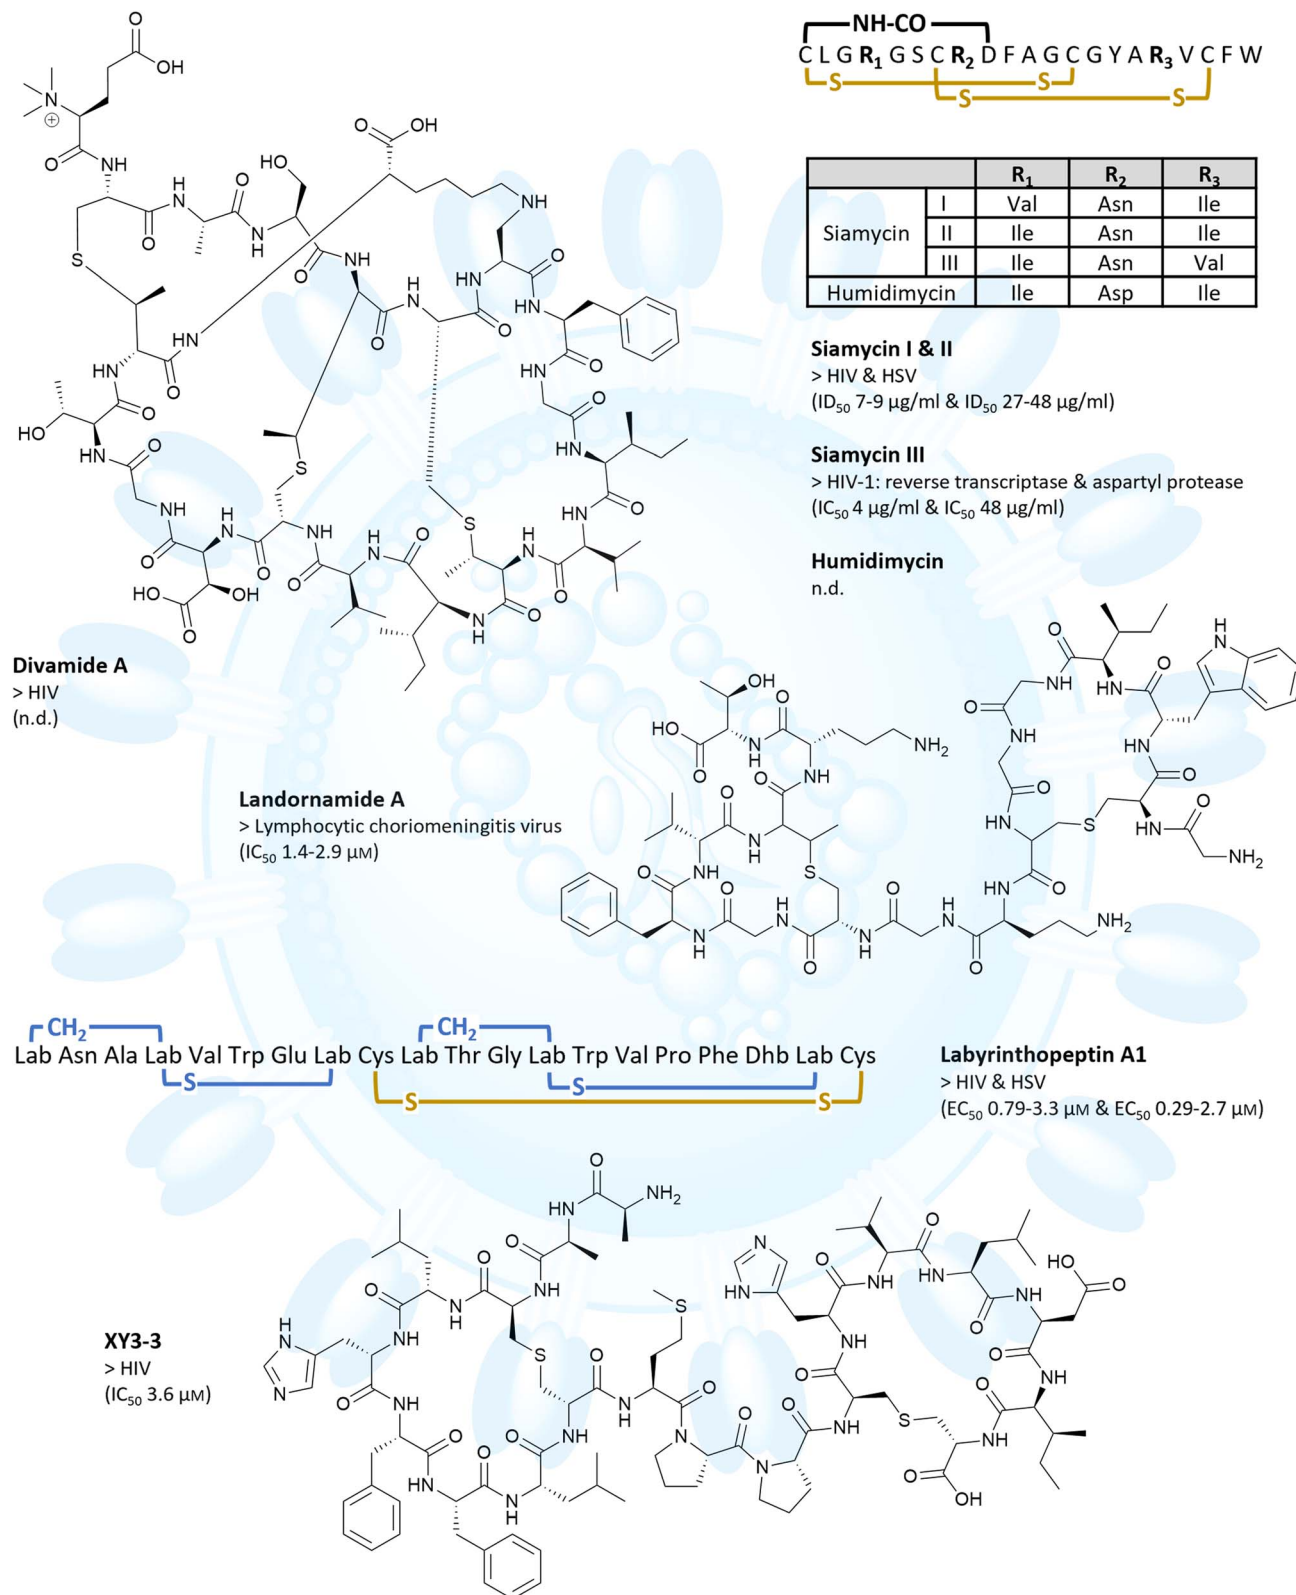 NH-CO
C L G R1 G S C R2 D F A G C G Y A R3 V C F W
S S
S S
R1 R2 R3
Siamycin I Val Asn Ile
II Ile Asn Ile
III Ile Asn Val
Humidimycin Ile Asp Ile
Siamycin I & II
> HIV & HSV
(ID50 7-9 µg/ml & ID50 27-48 µg/ml)
Siamycin III
> HIV-1: reverse transcriptase & aspartyl protease
(IC50 4 µg/ml & IC50 48 µg/ml)
Humidimycin
n.d.
Divamide A
> HIV
(n.d.)
Landornamide A
> Lymphocytic choriomeningitis virus
(IC50 1.4-2.9 µM)
CH2 CH2
Lab Asn Ala Lab Val Trp Glu Lab Cys Lab Thr Gly Lab Trp Val Pro Phe Dhb Lab Cys
S S
S S
Labyrinthopeptin A1
> HIV & HSV
(EC50 0.79-3.3 µM & EC50 0.29-2.7 µM)
XY3-3
> HIV
(IC50 3.6 µM)